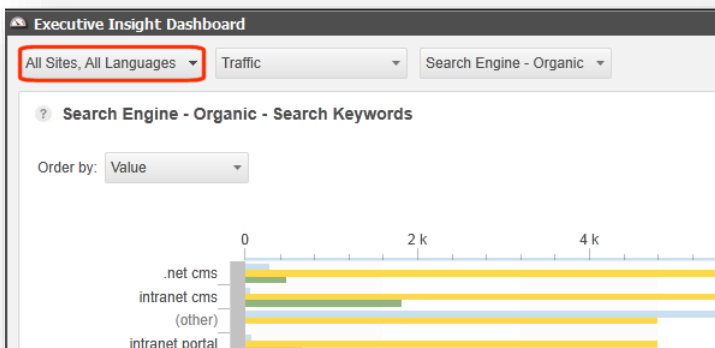 Executive Insight Dashboard
All Sites, All Languages Traffic Search Engine - Organic
? Search Engine - Organic - Search Keywords
Order by: Value
0 2 k 4 k
.net cms
intranet cms
(other)
intranet portal